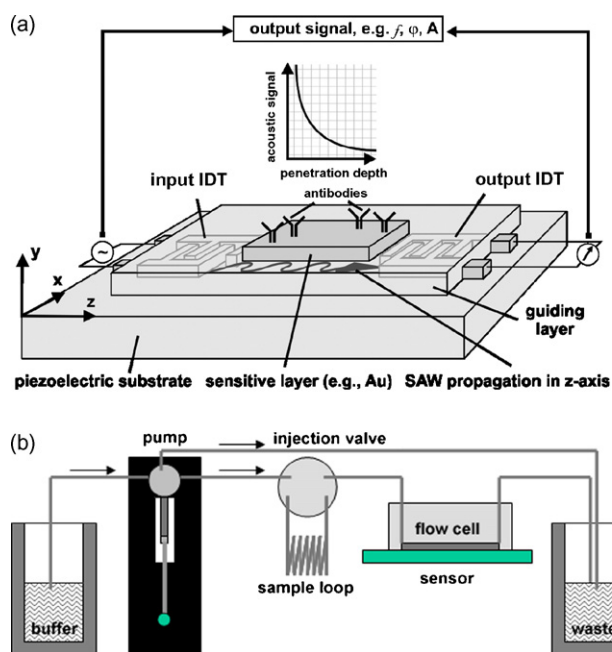 (a)
output signal, e.g. f, φ, A
acoustic signal
penetration depth
antibodies
input IDT
output IDT
y
x
z
~
guiding
layer
piezoelectric substrate
sensitive layer (e.g., Au)
SAW propagation in z-axis
(b)
pump
injection valve
flow cell
sample loop
sensor
buffer
waste